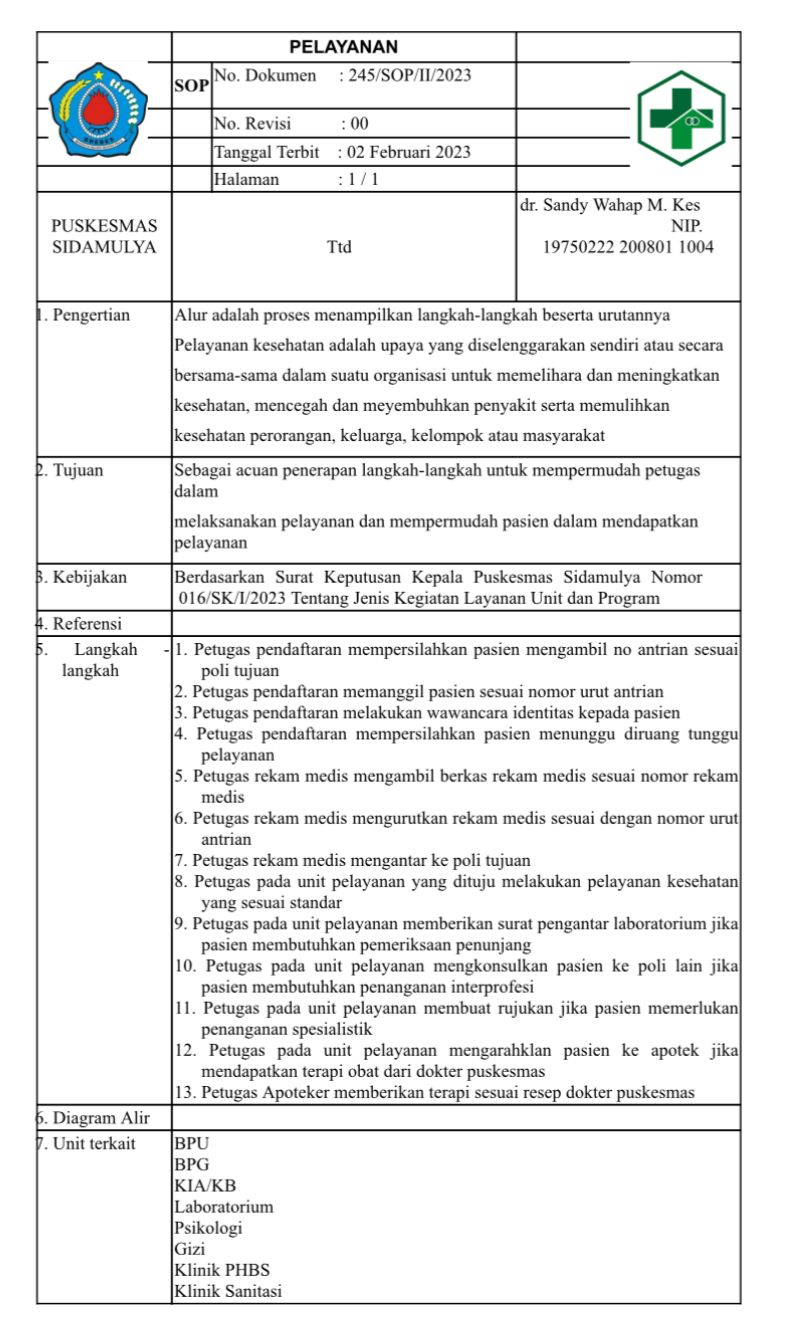 PELAYANAN
SOP
No. Dokumen : 245/SOP/II/2023
No. Revisi : 00
Tanggal Terbit : 02 Februari 2023
Halaman : 1 / 1
PUSKESMAS
SIDAMULYA
Ttd
dr. Sandy Wahap M. Kes
NIP.
19750222 200801 1004
1. Pengertian
Alur adalah proses menampilkan langkah-langkah beserta urutannya
Pelayanan kesehatan adalah upaya yang diselenggarakan sendiri atau secara
bersama-sama dalam suatu organisasi untuk memelihara dan meningkatkan
kesehatan, mencegah dan meyembuhkan penyakit serta memulihkan
kesehatan perorangan, keluarga, kelompok atau masyarakat
2. Tujuan
Sebagai acuan penerapan langkah-langkah untuk mempermudah petugas
dalam
melaksanakan pelayanan dan mempermudah pasien dalam mendapatkan
pelayanan
3. Kebijakan
Berdasarkan Surat Keputusan Kepala Puskesmas Sidamulya Nomor
016/SK/I/2023 Tentang Jenis Kegiatan Layanan Unit dan Program
4. Referensi
5. Langkah -
langkah
1. Petugas pendaftaran mempersilahkan pasien mengambil no antrian sesuai
poli tujuan
2. Petugas pendaftaran memanggil pasien sesuai nomor urut antrian
3. Petugas pendaftaran melakukan wawancara identitas kepada pasien
4. Petugas pendaftaran mempersilahkan pasien menunggu diruang tunggu
pelayanan
5. Petugas rekam medis mengambil berkas rekam medis sesuai nomor rekam
medis
6. Petugas rekam medis mengurutkan rekam medis sesuai dengan nomor urut
antrian
7. Petugas rekam medis mengantar ke poli tujuan
8. Petugas pada unit pelayanan yang dituju melakukan pelayanan kesehatan
yang sesuai standar
9. Petugas pada unit pelayanan memberikan surat pengantar laboratorium jika
pasien membutuhkan pemeriksaan penunjang
10. Petugas pada unit pelayanan mengkonsulkan pasien ke poli lain jika
pasien membutuhkan penanganan interprofesi
11. Petugas pada unit pelayanan membuat rujukan jika pasien memerlukan
penanganan spesialistik
12. Petugas pada unit pelayanan mengarahklan pasien ke apotek jika
mendapatkan terapi obat dari dokter puskesmas
13. Petugas Apoteker memberikan terapi sesuai resep dokter puskesmas
6. Diagram Alir
7. Unit terkait
BPU
BPG
KIA/KB
Laboratorium
Psikologi
Gizi
Klinik PHBS
Klinik Sanitasi